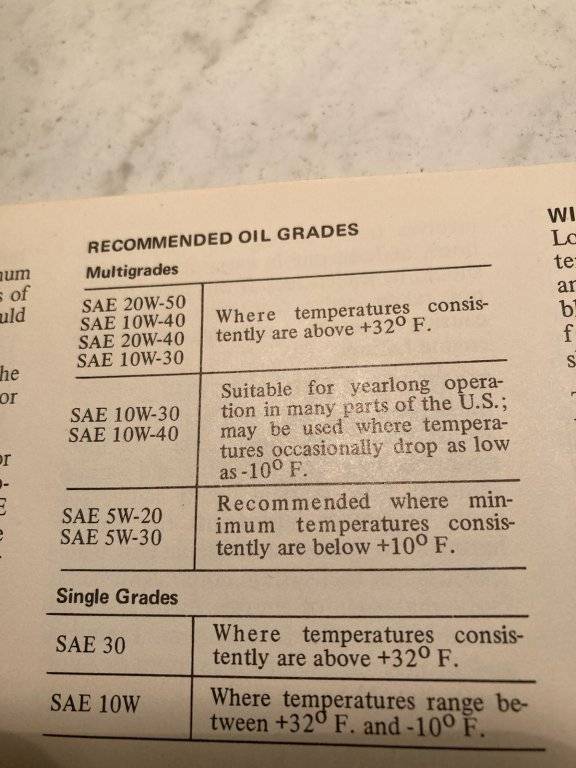 RECOMMENDED OIL GRADES
Multigrades
SAE 20W-50
SAE 10W-40
SAE 20W-40
SAE 10W-30
Where temperatures consis-
tently are above +32° F.
SAE 10W-30
SAE 10W-40
Suitable for yearlong opera-
tion in many parts of the U.S.;
may be used where tempera-
tures occasionally drop as low
as -10° F.
SAE 5W-20
SAE 5W-30
Recommended where min-
imum temperatures consis-
tently are below +10° F.
Single Grades
SAE 30
Where temperatures consis-
tently are above +32° F.
SAE 10W
Where temperatures range be-
tween +32° F. and -10° F.